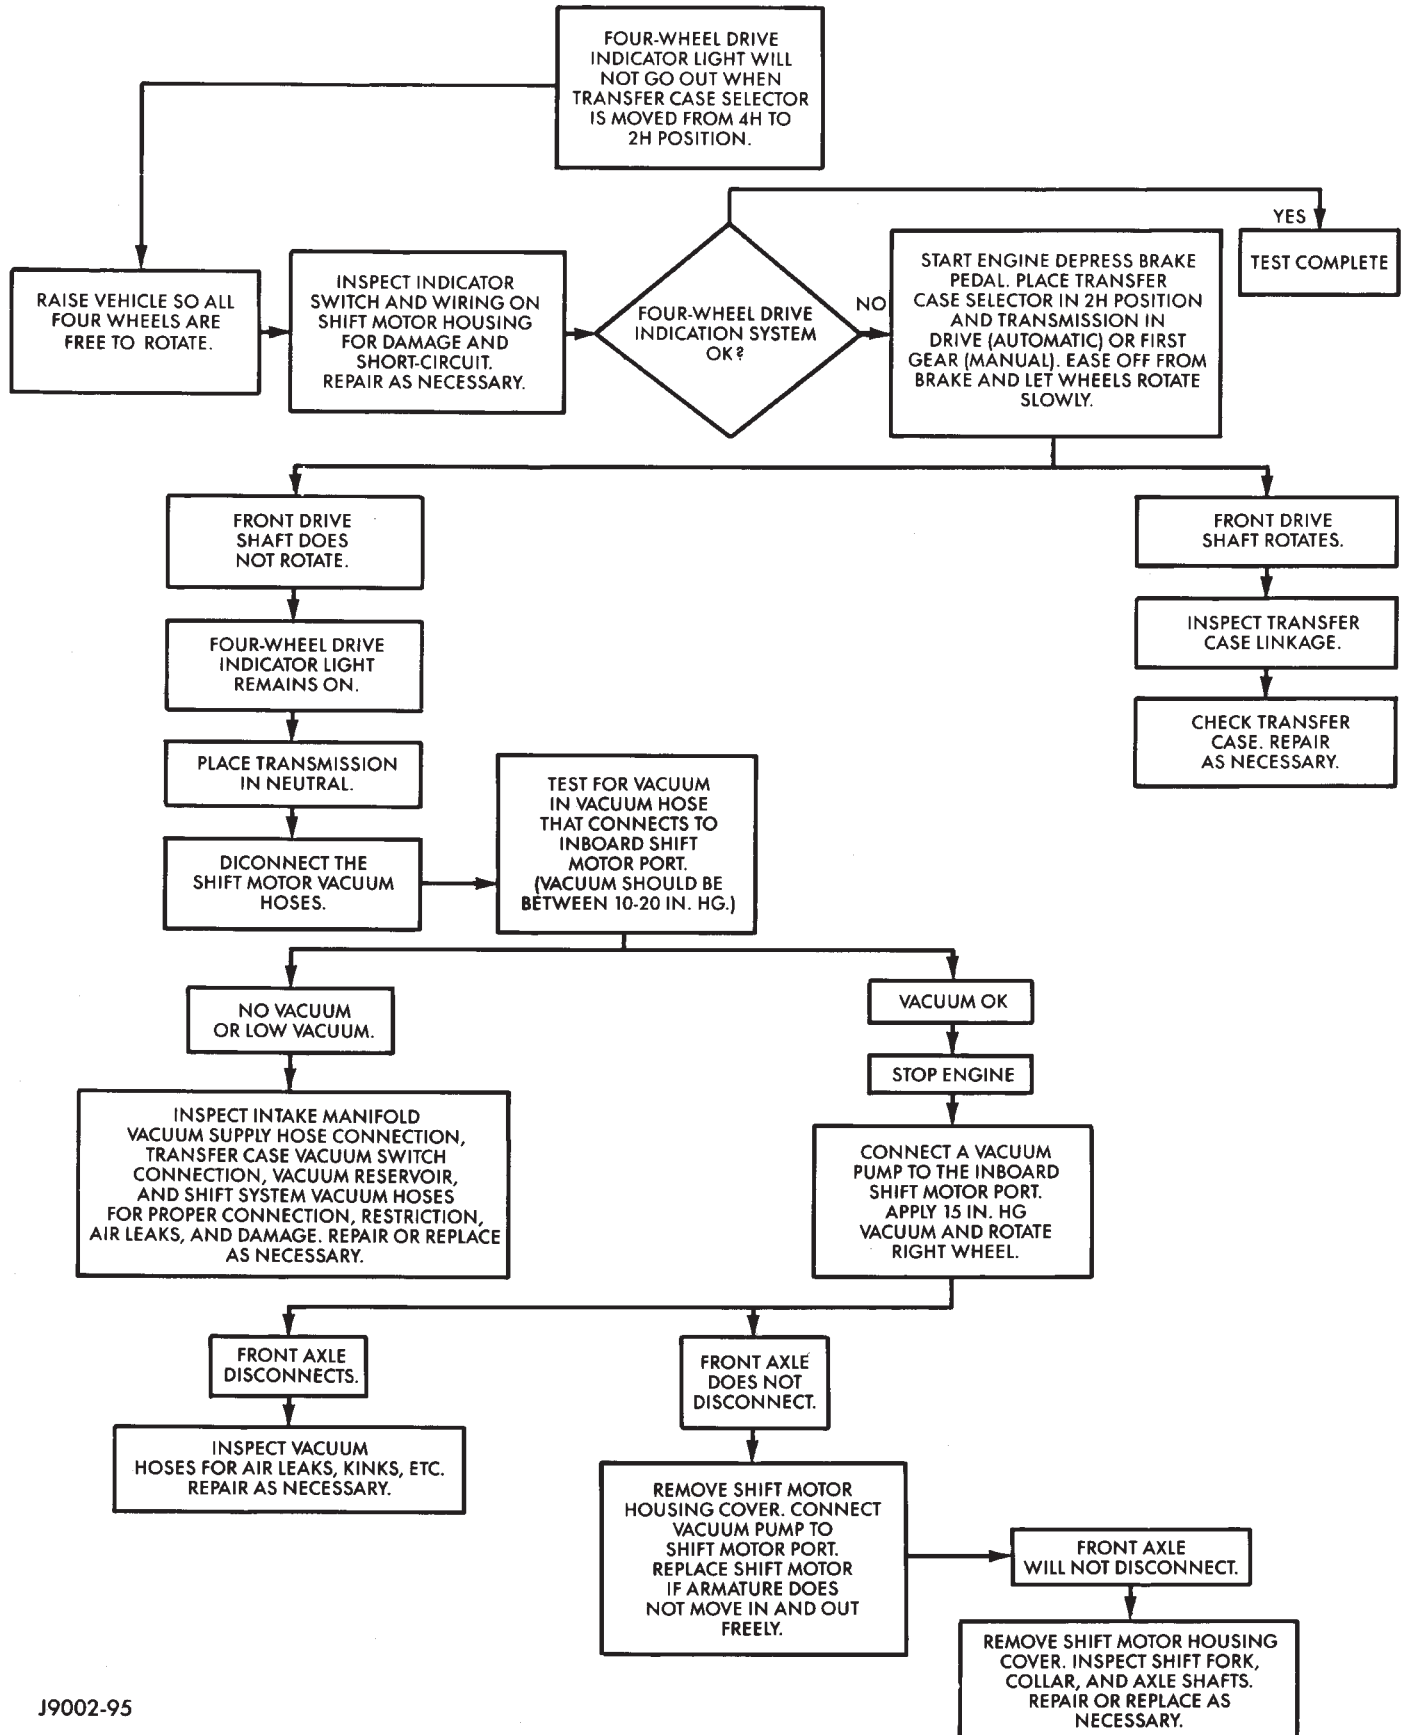 FOUR-WHEEL DRIVE
INDICATOR LIGHT WILL
NOT GO OUT WHEN
TRANSFER CASE SELECTOR
IS MOVED FROM 4H TO
2H POSITION.
RAISE VEHICLE SO ALL
FOUR WHEELS ARE
FREE TO ROTATE.
INSPECT INDICATOR
SWITCH AND WIRING ON
SHIFT MOTOR HOUSING
FOR DAMAGE AND
SHORT-CIRCUIT.
REPAIR AS NECESSARY.
FOUR-WHEEL DRIVE
INDICATION SYSTEM
OK?
YES
TEST COMPLETE
NO
START ENGINE DEPRESS BRAKE
PEDAL. PLACE TRANSFER
CASE SELECTOR IN 2H POSITION
AND TRANSMISSION IN
DRIVE (AUTOMATIC) OR FIRST
GEAR (MANUAL). EASE OFF FROM
BRAKE AND LET WHEELS ROTATE
SLOWLY.
FRONT DRIVE
SHAFT DOES
NOT ROTATE.
FOUR-WHEEL DRIVE
INDICATOR LIGHT
REMAINS ON.
PLACE TRANSMISSION
IN NEUTRAL.
DICONNECT THE
SHIFT MOTOR VACUUM
HOSES.
TEST FOR VACUUM
IN VACUUM HOSE
THAT CONNECTS TO
INBOARD SHIFT
MOTOR PORT.
(VACUUM SHOULD BE
BETWEEN 10-20 IN. HG.)
FRONT DRIVE
SHAFT ROTATES.
INSPECT TRANSFER
CASE LINKAGE.
CHECK TRANSFER
CASE. REPAIR
AS NECESSARY.
NO VACUUM
OR LOW VACUUM.
INSPECT INTAKE MANIFOLD
VACUUM SUPPLY HOSE CONNECTION,
TRANSFER CASE VACUUM SWITCH
CONNECTION, VACUUM RESERVOIR,
AND SHIFT SYSTEM VACUUM HOSES
FOR PROPER CONNECTION, RESTRICTION,
AIR LEAKS, AND DAMAGE. REPAIR OR REPLACE
AS NECESSARY.
VACUUM OK
STOP ENGINE
CONNECT A VACUUM
PUMP TO THE INBOARD
SHIFT MOTOR PORT.
APPLY 15 IN. HG
VACUUM AND ROTATE
RIGHT WHEEL.
FRONT AXLE
DISCONNECTS.
INSPECT VACUUM
HOSES FOR AIR LEAKS, KINKS, ETC.
REPAIR AS NECESSARY.
FRONT AXLE
DOES NOT
DISCONNECT.
REMOVE SHIFT MOTOR
HOUSING COVER. CONNECT
VACUUM PUMP TO
SHIFT MOTOR PORT.
REPLACE SHIFT MOTOR
IF ARMATURE DOES
NOT MOVE IN AND OUT
FREELY.
FRONT AXLE
WILL NOT DISCONNECT.
REMOVE SHIFT MOTOR HOUSING
COVER. INSPECT SHIFT FORK,
COLLAR, AND AXLE SHAFTS.
REPAIR OR REPLACE AS
NECESSARY.
J9002-95